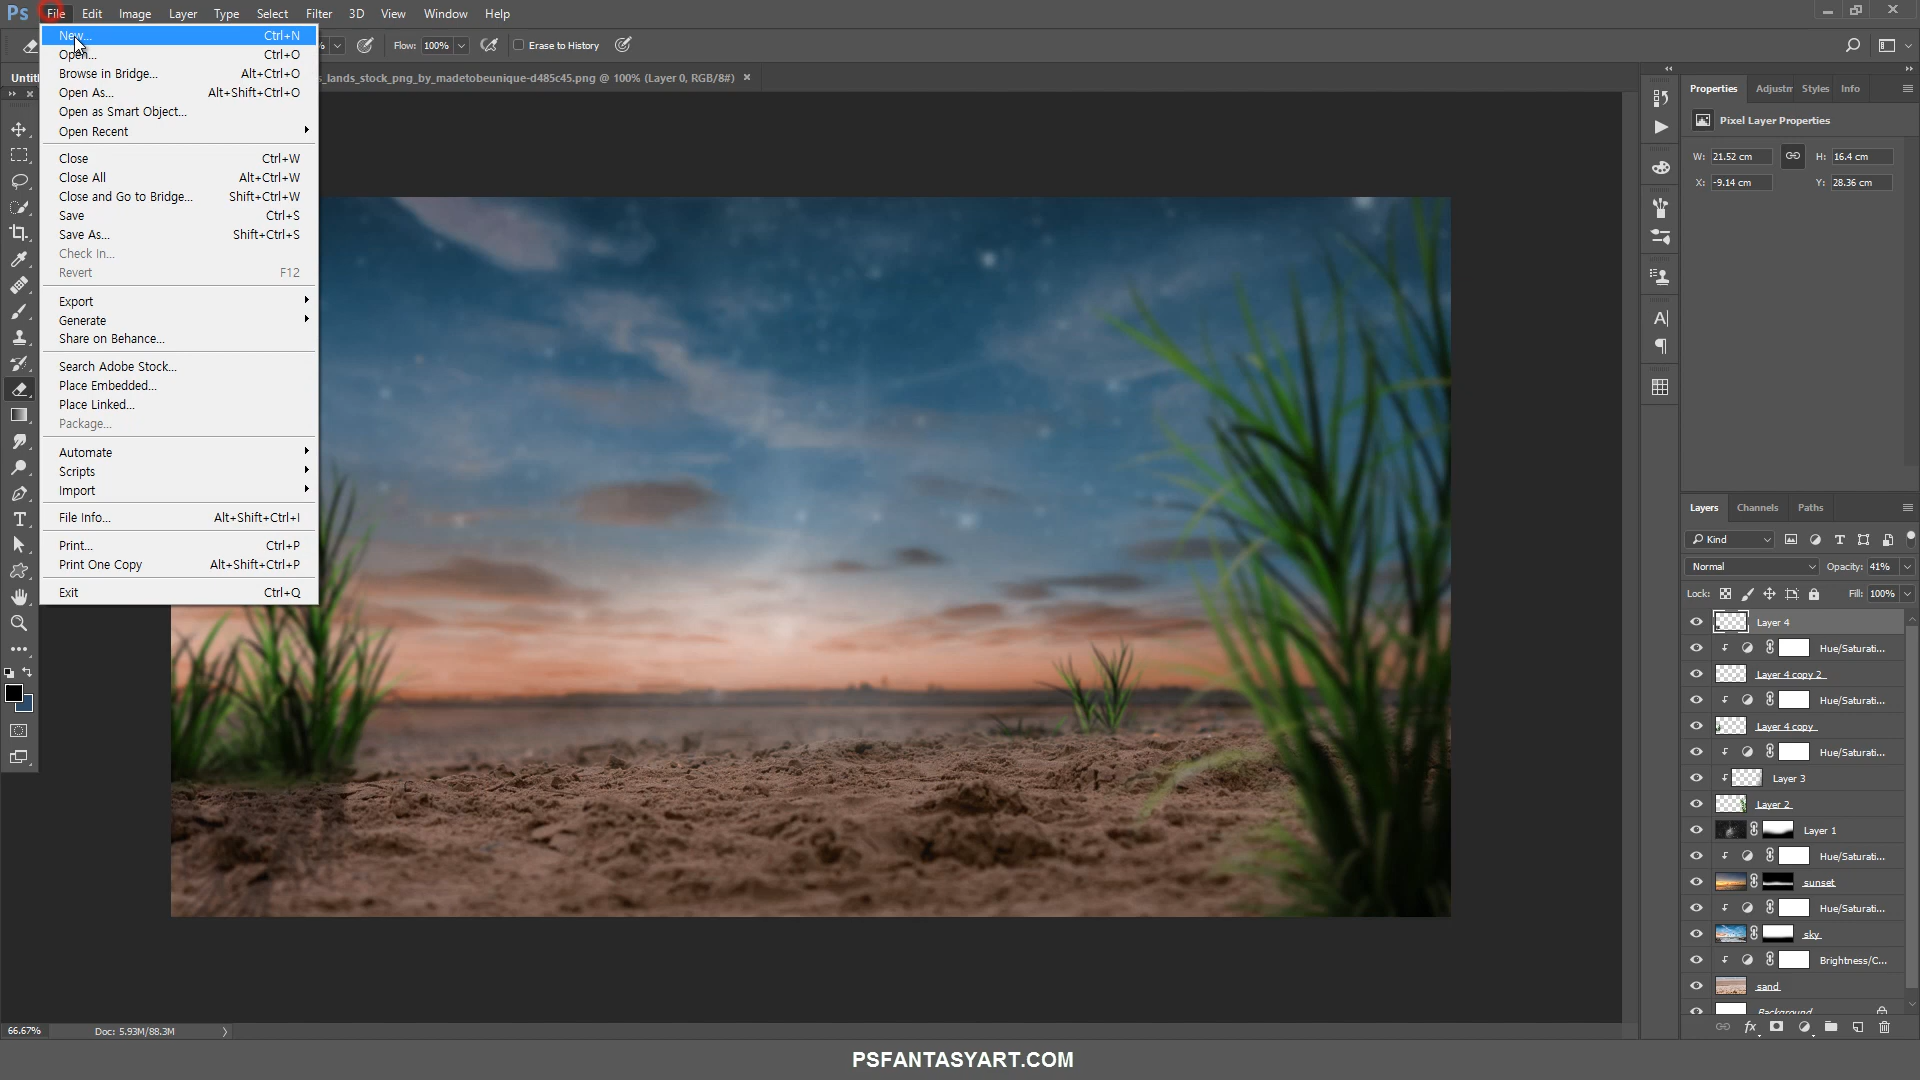 Ps File Edit Image Layer Type Select Filter 3D View Window Help
% Flow: 100% Erase to History
Untitl s_lands_stock_png_by_madetobeunique-d485c45.png @ 100% (Layer 0, RGB/8#) ×
New... Ctrl+N
Open... Ctrl+O
Browse in Bridge... Alt+Ctrl+O
Open As... Alt+Shift+Ctrl+O
Open as Smart Object...
Open Recent
Close Ctrl+W
Close All Alt+Ctrl+W
Close and Go to Bridge... Shift+Ctrl+W
Save Ctrl+S
Save As... Shift+Ctrl+S
Check In...
Revert F12
Export
Generate
Share on Behance...
Search Adobe Stock...
Place Embedded...
Place Linked...
Package...
Automate
Scripts
Import
File Info... Alt+Shift+Ctrl+I
Print... Ctrl+P
Print One Copy Alt+Shift+Ctrl+P
Exit Ctrl+Q
Properties Adjustm Styles Info
Pixel Layer Properties
W: 21.52 cm H: 16.4 cm
X: -9.14 cm Y: 28.36 cm
Layers Channels Paths
Kind
Normal Opacity: 41%
Lock: Fill: 100%
Layer 4
Hue/Saturati...
Layer 4 copy 2
Hue/Saturati...
Layer 4 copy
Hue/Saturati...
Layer 3
Layer 2
Layer 1
Hue/Saturati...
sunset
Hue/Saturati...
sky
Brightness/C...
sand
Background
66.67% Doc: 5.93M/88.3M
PSFANTASYART.COM